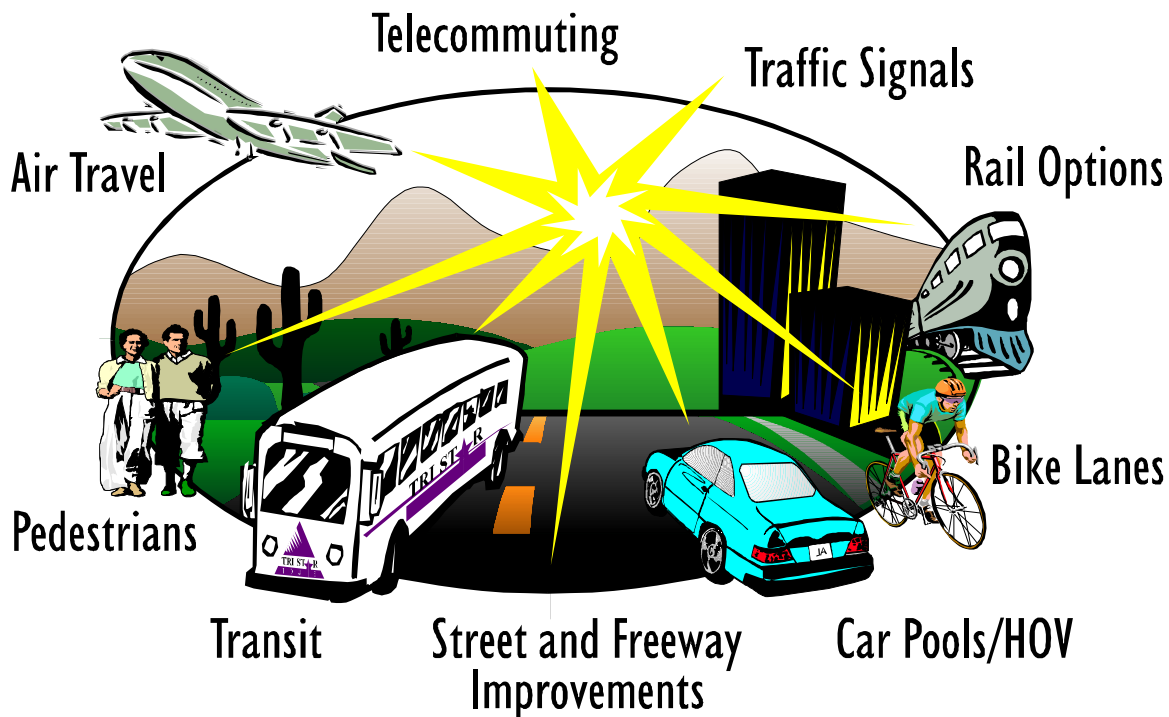 Telecommuting
Traffic Signals
Air Travel
Rail Options
TRI STAR
Bike Lanes
Pedestrians
TRI STAR
JA
Transit
Street and Freeway
Improvements
Car Pools/HOV